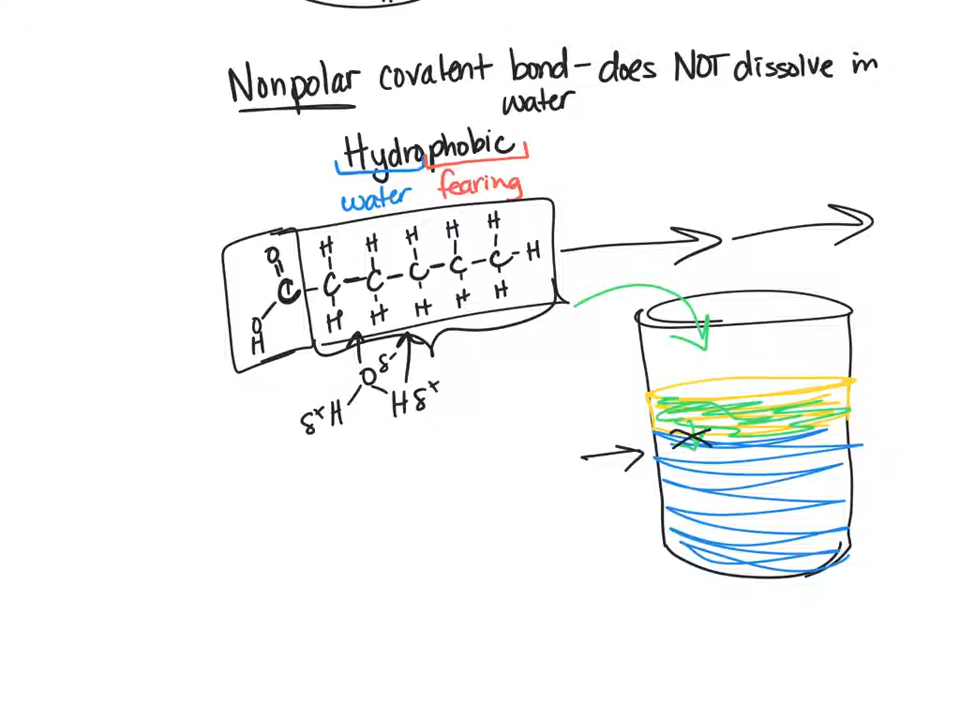 Nonpolar covalent bond - does NOT dissolve in
water
Hydrophobic
water fearing
H H H H H
O
C - C - C - C - C - C - H
O
H
H H H H H
O δ-
δ+ H H δ+